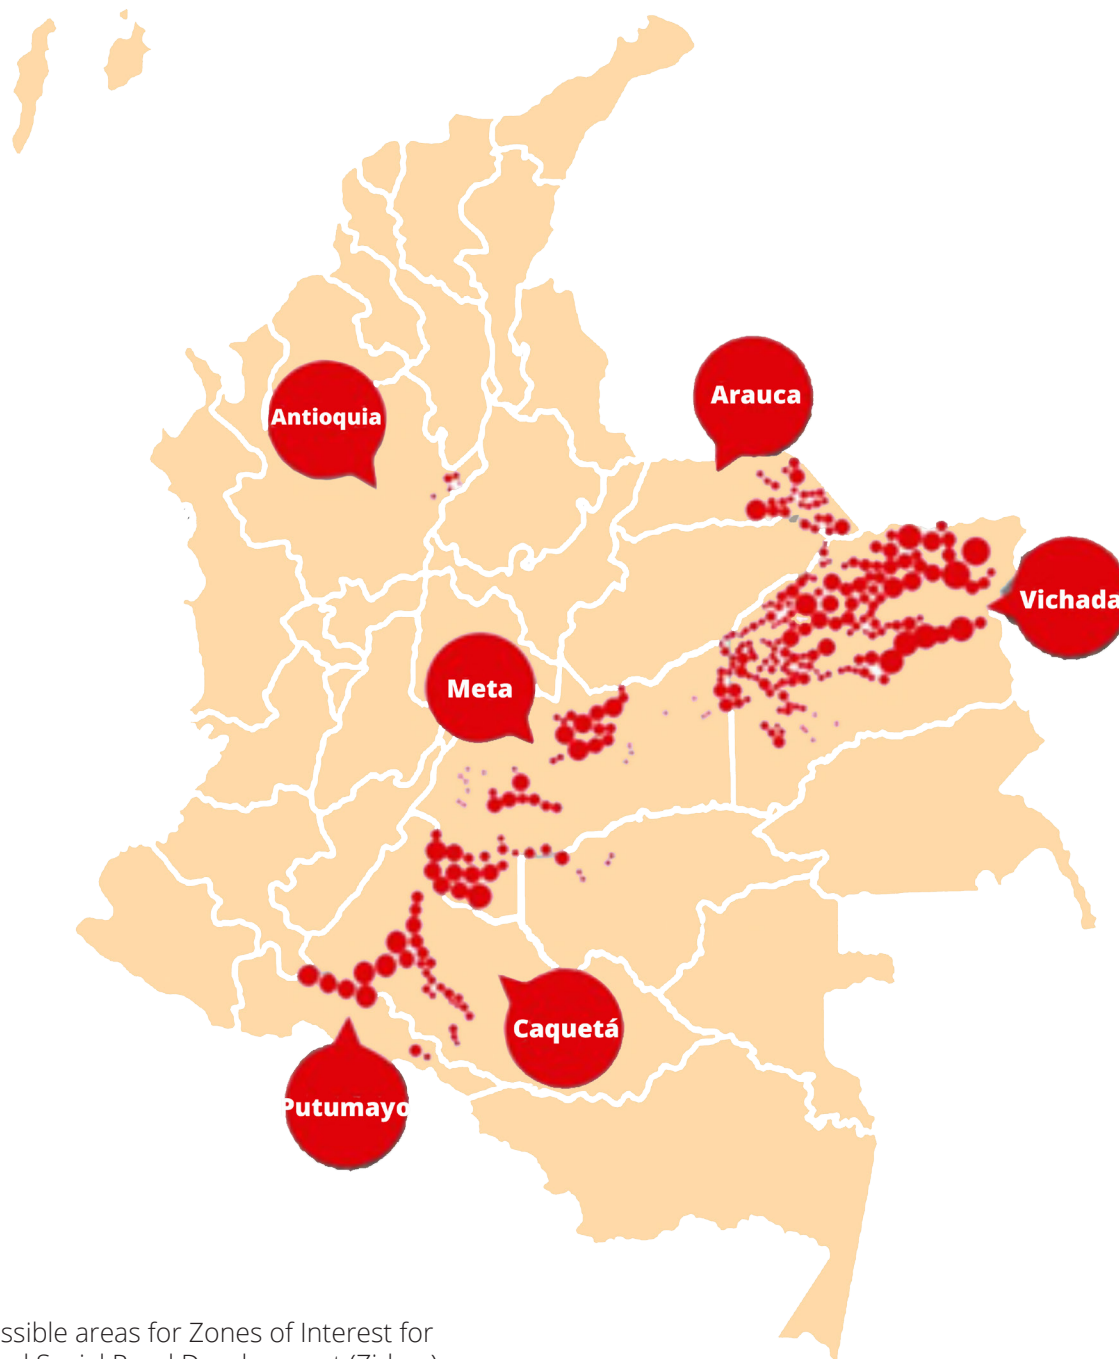 Arauca
Antioquia
Vichada
Meta
Caquetá
Putumayo
ssible areas for Zones of Interest for